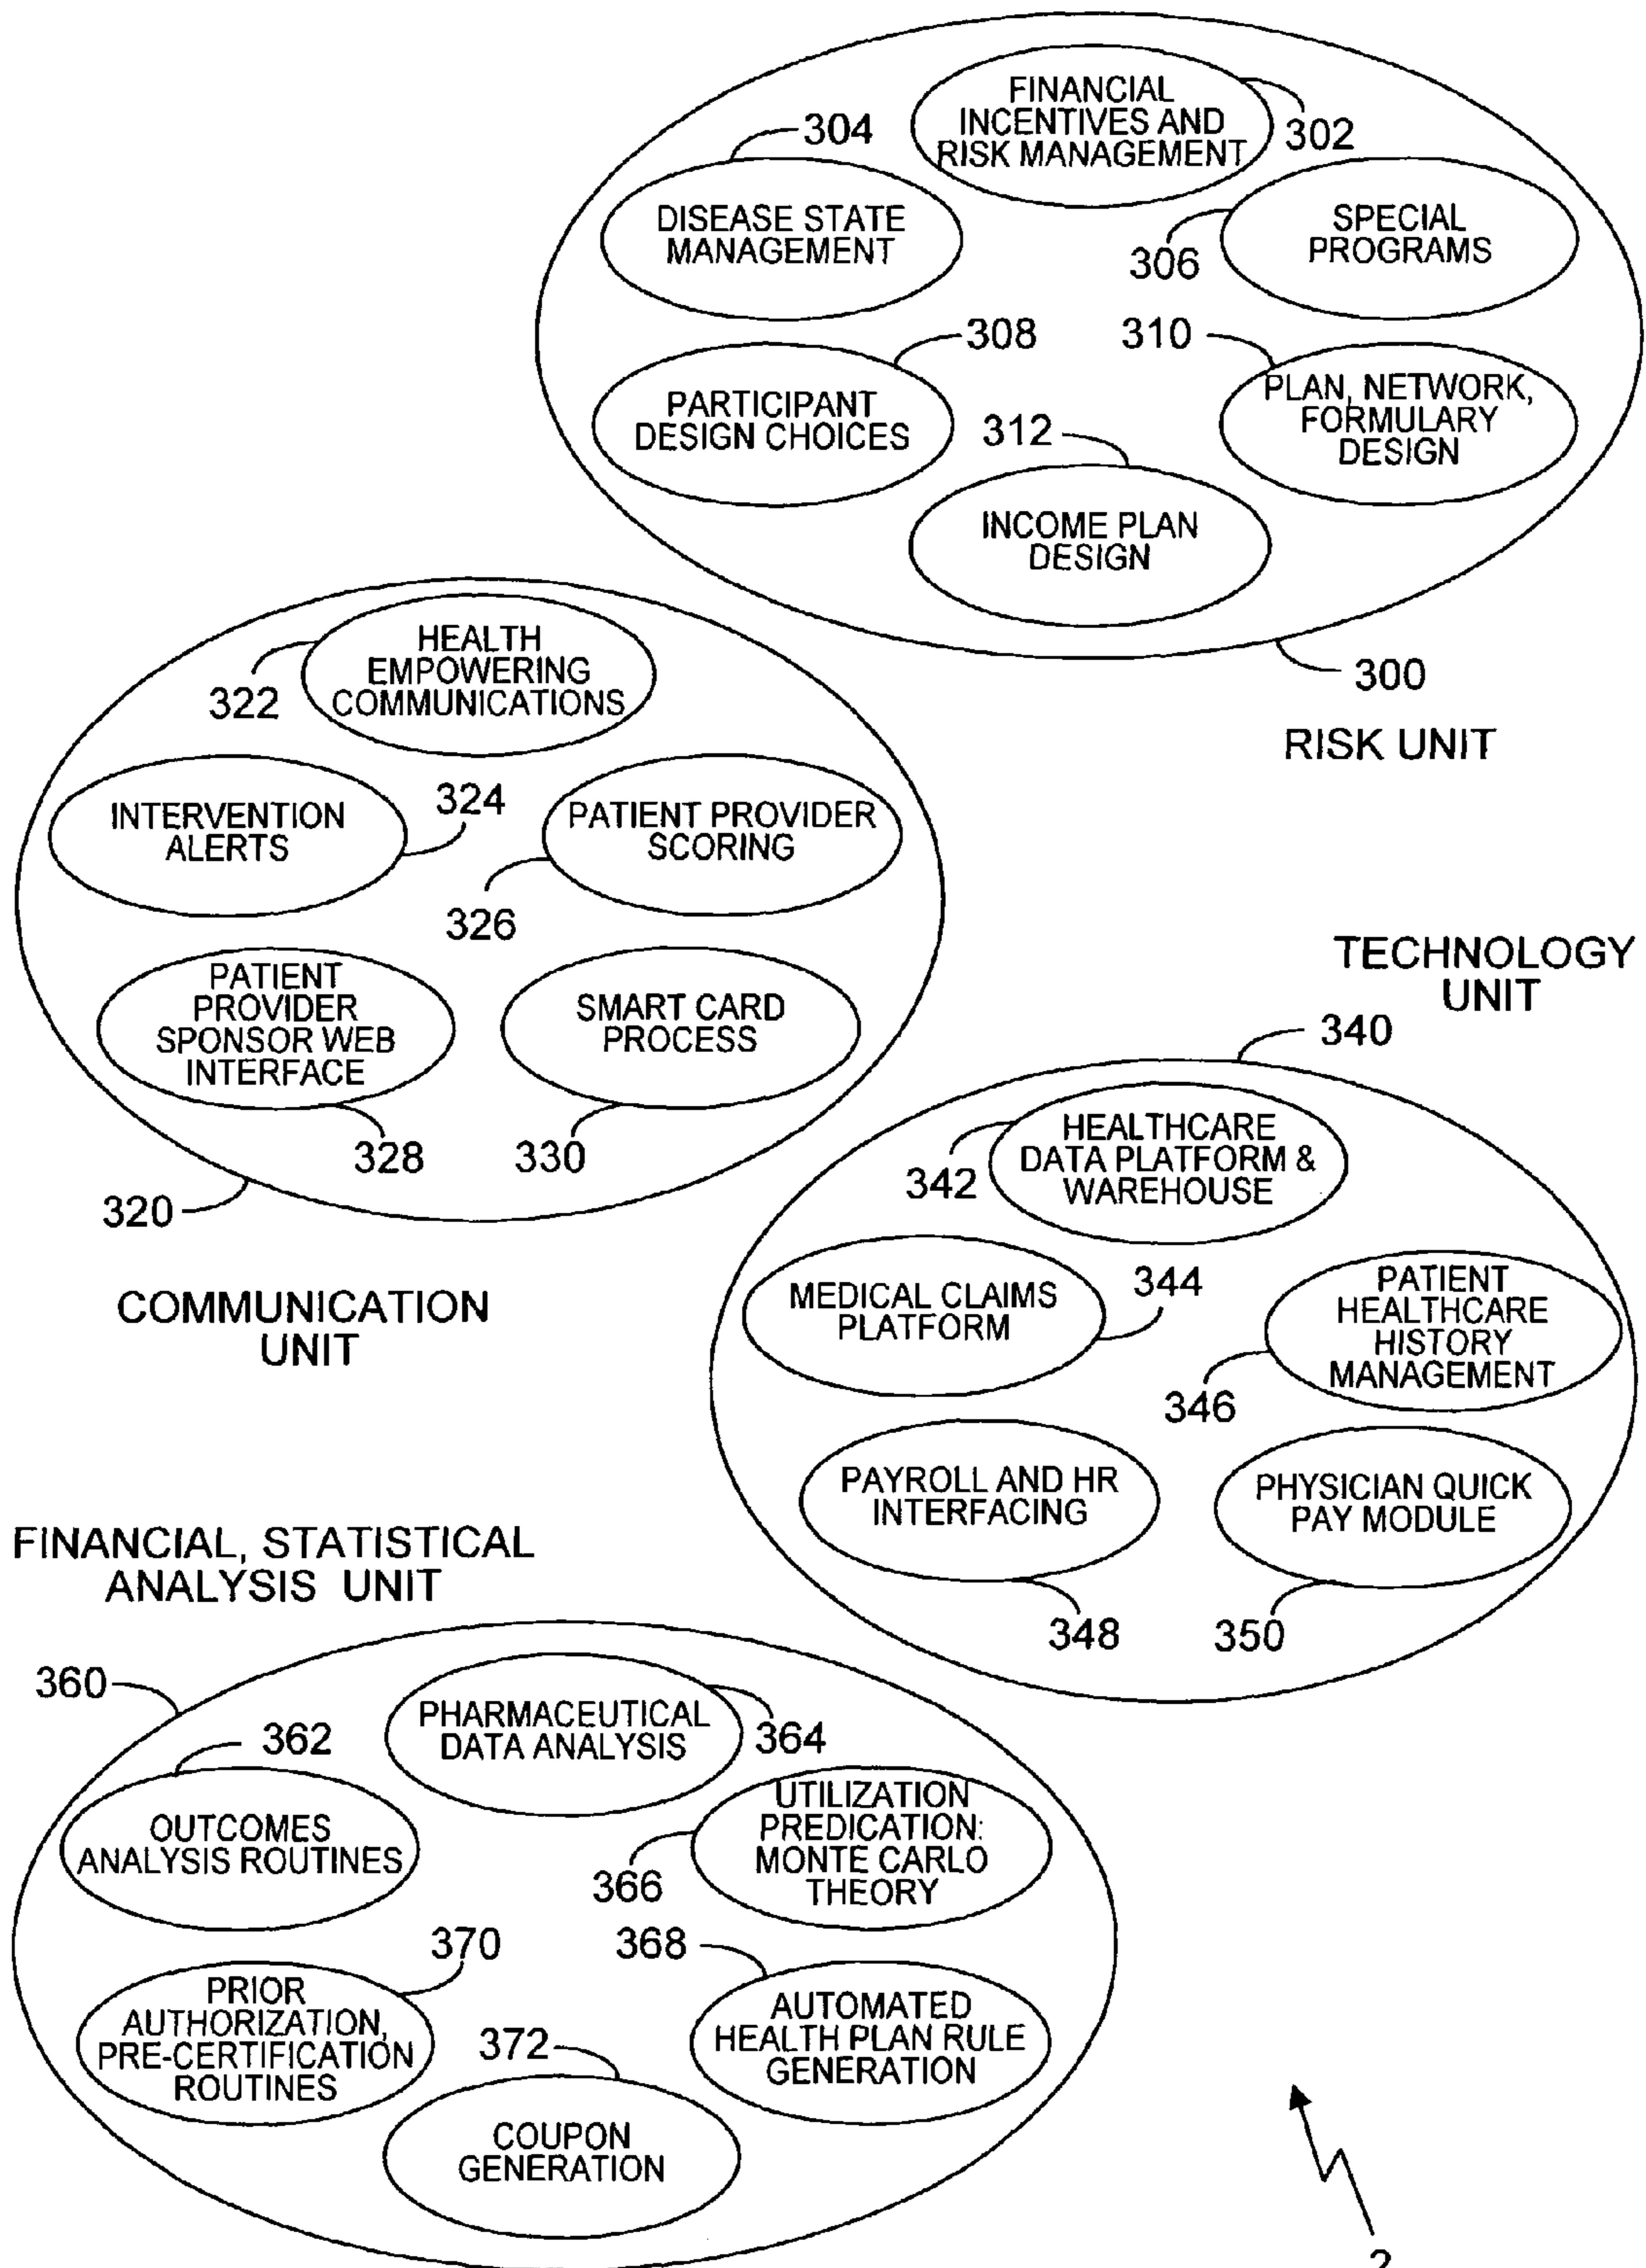 FINANCIAL
INCENTIVES AND
RISK MANAGEMENT
302
304
DISEASE STATE
MANAGEMENT
306
SPECIAL
PROGRAMS
308
PARTICIPANT
DESIGN CHOICES
310
PLAN, NETWORK,
FORMULARY
DESIGN
312
INCOME PLAN
DESIGN
300
RISK UNIT
322
HEALTH
EMPOWERING
COMMUNICATIONS
INTERVENTION
ALERTS
324
PATIENT PROVIDER
SCORING
326
PATIENT
PROVIDER
SPONSOR WEB
INTERFACE
328
SMART CARD
PROCESS
330
320
COMMUNICATION
UNIT
TECHNOLOGY
UNIT
340
342
HEALTHCARE
DATA PLATFORM &
WAREHOUSE
MEDICAL CLAIMS
PLATFORM
344
PATIENT
HEALTHCARE
HISTORY
MANAGEMENT
346
PAYROLL AND HR
INTERFACING
348
PHYSICIAN QUICK
PAY MODULE
350
FINANCIAL, STATISTICAL
ANALYSIS UNIT
360
362
OUTCOMES
ANALYSIS ROUTINES
PHARMACEUTICAL
DATA ANALYSIS
364
UTILIZATION
PREDICATION:
MONTE CARLO
THEORY
366
370
PRIOR
AUTHORIZATION,
PRE-CERTIFICATION
ROUTINES
368
AUTOMATED
HEALTH PLAN RULE
GENERATION
372
COUPON
GENERATION
2